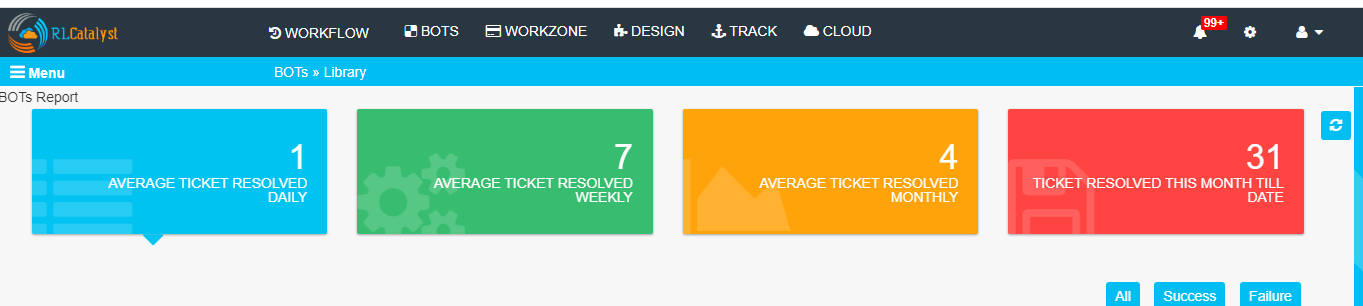 RLCatalyst
WORKFLOW
BOTS
WORKZONE
DESIGN
TRACK
CLOUD
99+
Menu
BOTs » Library
BOTs Report
1
AVERAGE TICKET RESOLVED
DAILY
7
AVERAGE TICKET RESOLVED
WEEKLY
4
AVERAGE TICKET RESOLVED
MONTHLY
31
TICKET RESOLVED THIS MONTH TILL
DATE
All
Success
Failure